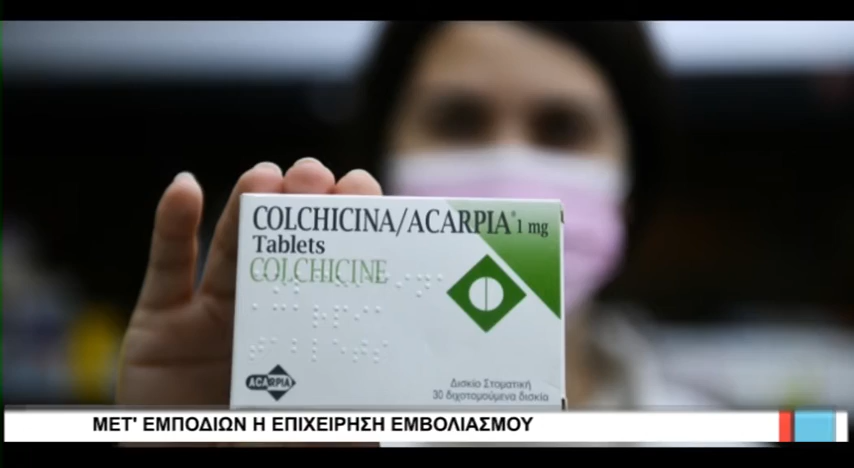 COLCHICINA/ACARPIA® 1 mg
Tablets
COLCHICINE
ACARPIA
Δισκίο Στοματική
30 διχοτομούμενα δισκία
ΜΕΤ' ΕΜΠΟΔΙΩΝ Η ΕΠΙΧΕΙΡΗΣΗ ΕΜΒΟΛΙΑΣΜΟΥ